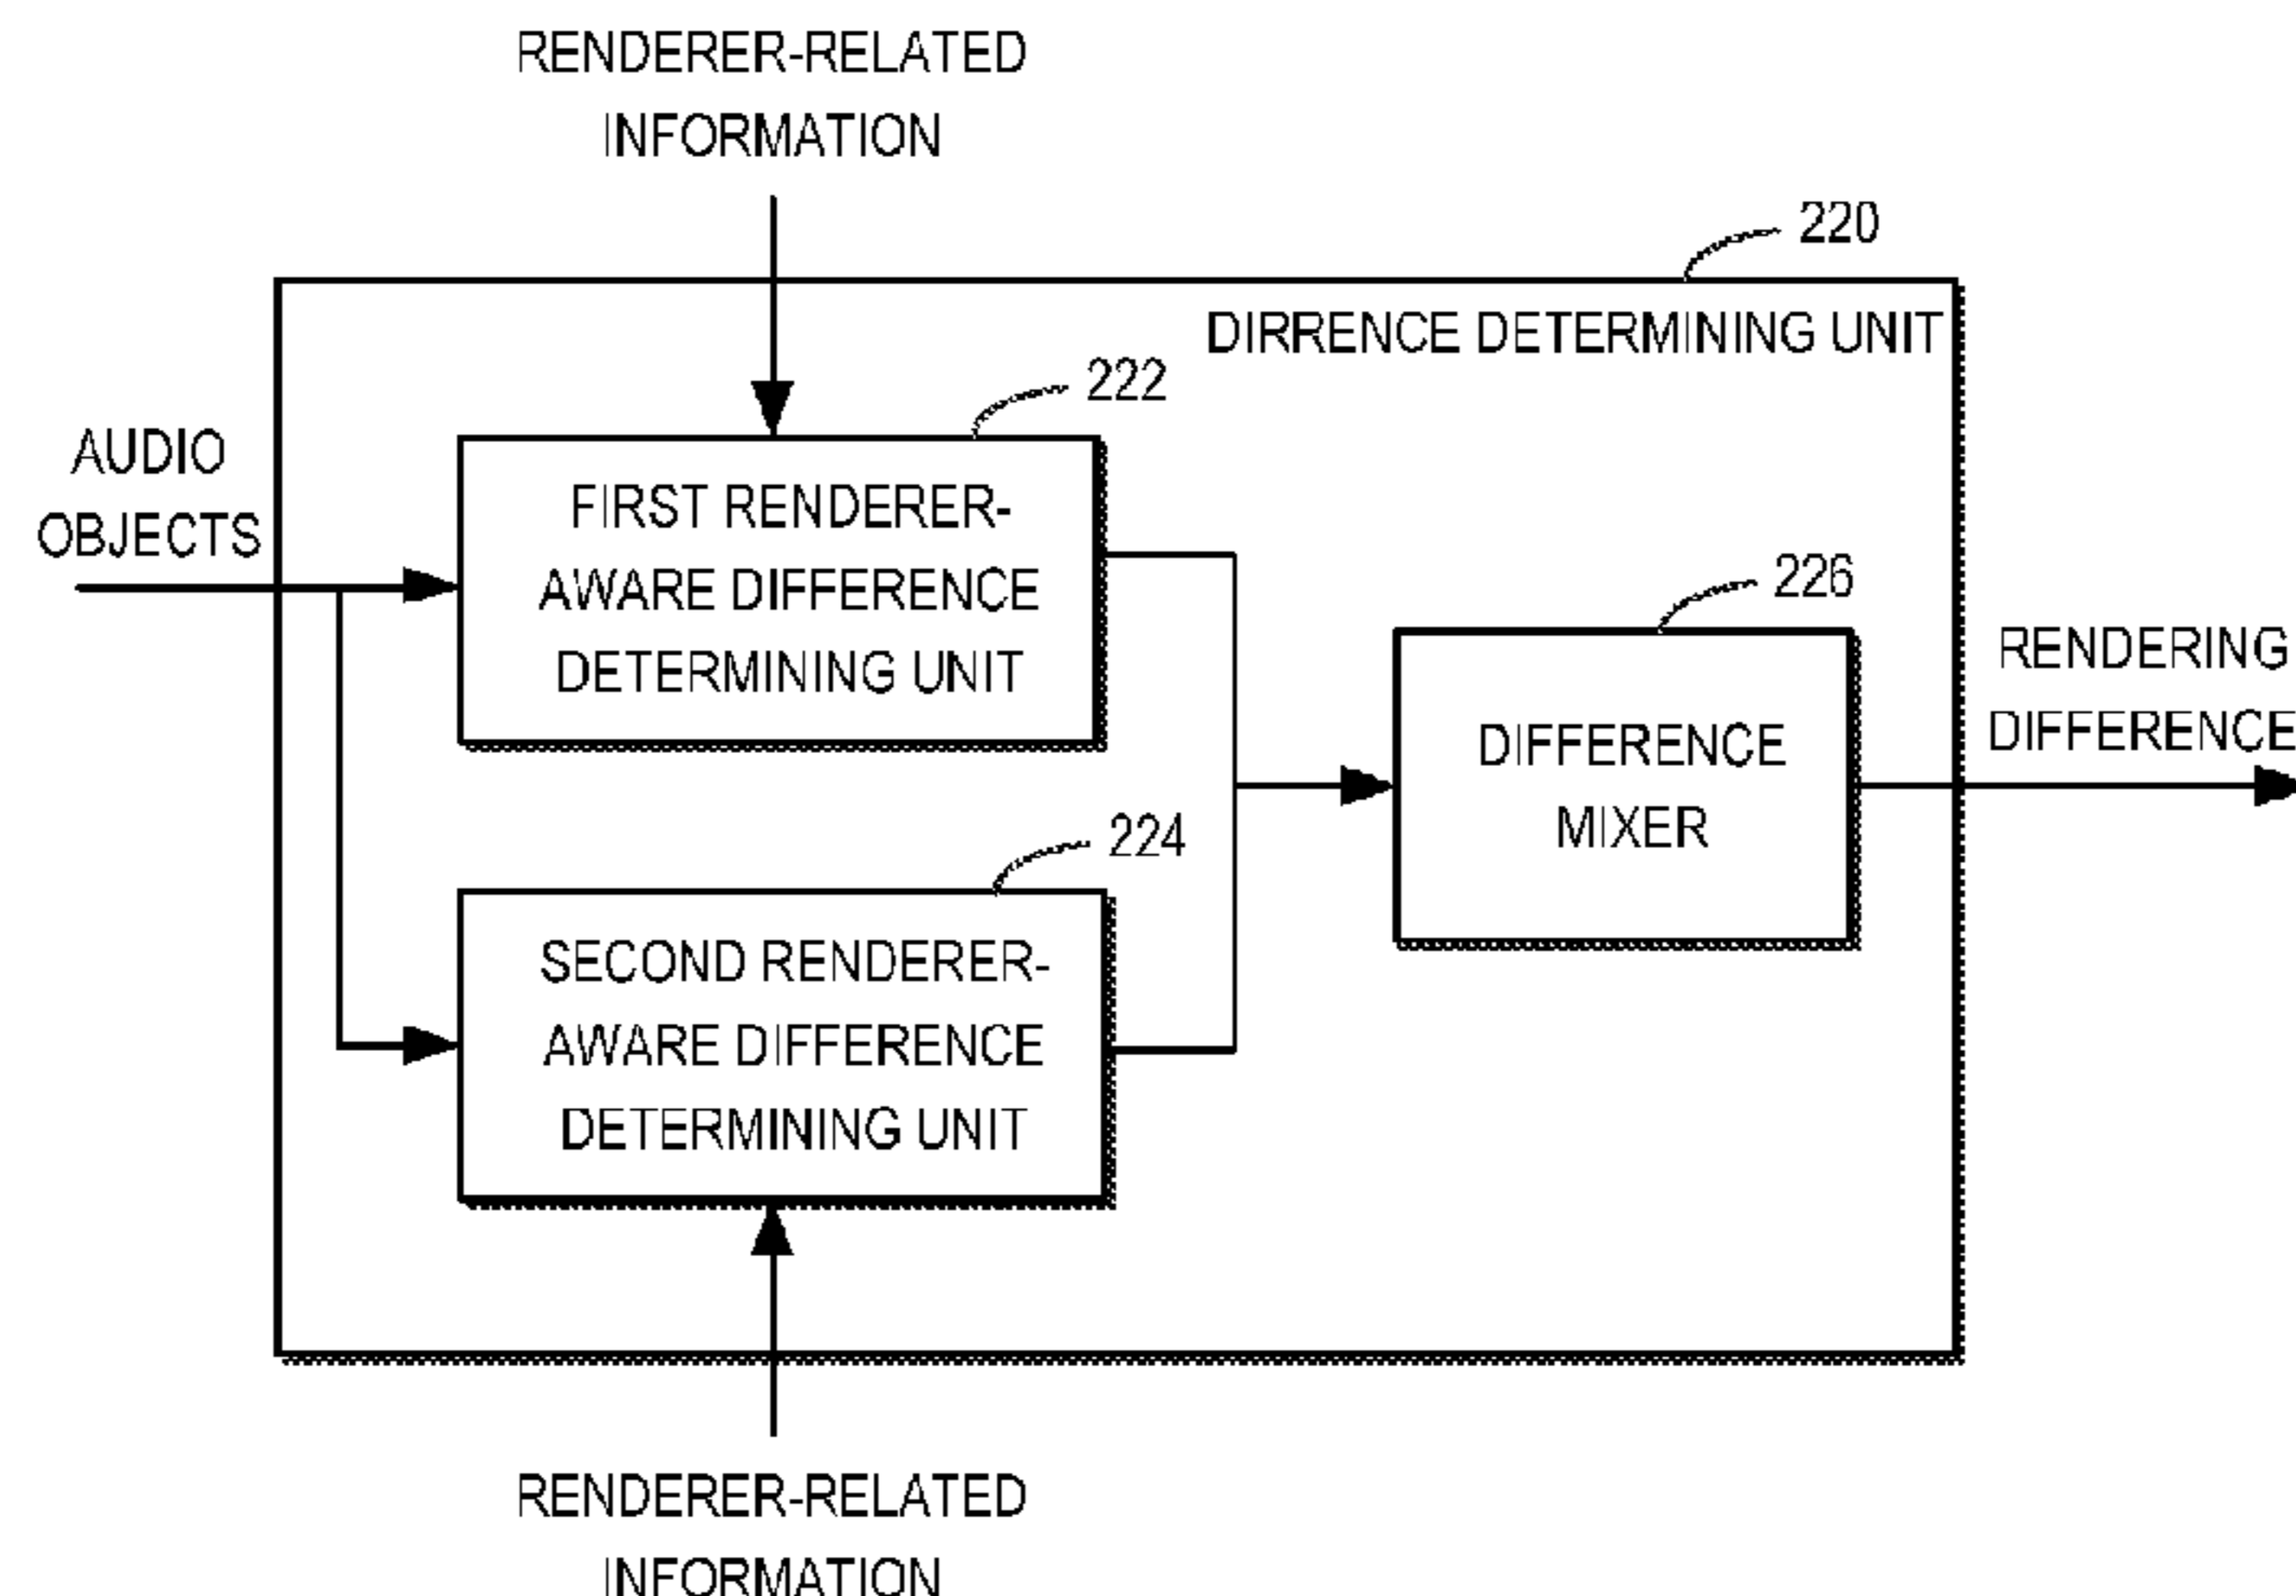 RENDERER-RELATED
INFORMATION
220
DIRRENCE DETERMINING UNIT
222
AUDIO
OBJECTS
FIRST RENDERER-
AWARE DIFFERENCE
DETERMINING UNIT
226
RENDERING
DIFFERENCE
DIFFERENCE
MIXER
224
SECOND RENDERER-
AWARE DIFFERENCE
DETERMINING UNIT
RENDERER-RELATED
INFORMATION